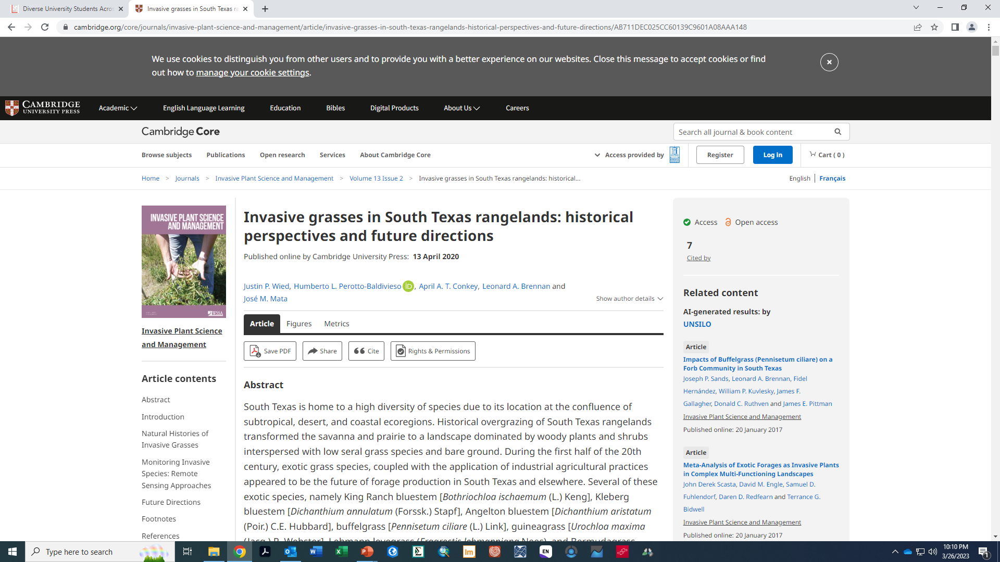 Diverse University Students Acros
Invasive grasses in South Texas ra
cambridge.org/core/journals/invasive-plant-science-and-management/article/invasive-grasses-in-south-texas-rangelands-historical-perspectives-and-future-directions/AB711DEC025CC60139C9601A08AAA148
We use cookies to distinguish you from other users and to provide you with a better experience on our websites. Close this message to accept cookies or find
out how to manage your cookie settings.
CAMBRIDGE
UNIVERSITY PRESS
Academic
English Language Learning
Education
Bibles
Digital Products
About Us
Careers
Cambridge Core
Search all journal & book content
Browse subjects
Publications
Open research
Services
About Cambridge Core
Access provided by
Register
Log in
Cart ( 0 )
Home > Journals > Invasive Plant Science and Management > Volume 13 Issue 2 > Invasive grasses in South Texas rangelands: historical...
English | Français
INVASIVE PLANT SCIENCE
AND MANAGEMENT
WSSA
Invasive Plant Science
and Management
Article contents
Abstract
Introduction
Natural Histories of
Invasive Grasses
Monitoring Invasive
Species: Remote
Sensing Approaches
Future Directions
Footnotes
References
Invasive grasses in South Texas rangelands: historical
perspectives and future directions
Published online by Cambridge University Press: 13 April 2020
Justin P. Wied, Humberto L. Perotto-Baldivieso iD, April A. T. Conkey, Leonard A. Brennan and
José M. Mata
Show author details
Article
Figures
Metrics
Save PDF
Share
Cite
Rights & Permissions
Abstract
South Texas is home to a high diversity of species due to its location at the confluence of
subtropical, desert, and coastal ecoregions. Historical overgrazing of South Texas rangelands
transformed the savanna and prairie to a landscape dominated by woody plants and shrubs
interspersed with low seral grass species and bare ground. During the first half of the 20th
century, exotic grass species, coupled with the application of industrial agricultural practices
appeared to be the future of forage production in South Texas and elsewhere. Several of these
exotic species, namely King Ranch bluestem [Bothriochloa ischaemum (L.) Keng], Kleberg
bluestem [Dichanthium annulatum (Forssk.) Stapf], Angelton bluestem [Dichanthium aristatum
(Poir.) C.E. Hubbard], buffelgrass [Pennisetum ciliare (L.) Link], guineagrass [Urochloa maxima
(Jacq.) R. Webster], Lehmann lovegrass (Eragrostis lehmanniana Nees), and Bermudagrass
Access
Open access
7
Cited by
Related content
AI-generated results: by
UNSILO
Article
Impacts of Buffelgrass (Pennisetum ciliare) on a
Forb Community in South Texas
Joseph P. Sands, Leonard A. Brennan, Fidel
Hernández, William P. Kuvlesky, James F.
Gallagher, Donald C. Ruthven and James E. Pittman
Invasive Plant Science and Management
Published online: 20 January 2017
Article
Meta-Analysis of Exotic Forages as Invasive Plants
in Complex Multi-Functioning Landscapes
John Derek Scasta, David M. Engle, Samuel D.
Fuhlendorf, Daren D. Redfearn and Terrance G.
Bidwell
Invasive Plant Science and Management
Published online: 20 January 2017
Type here to search
Im
EN
10:10 PM
3/26/2023
1